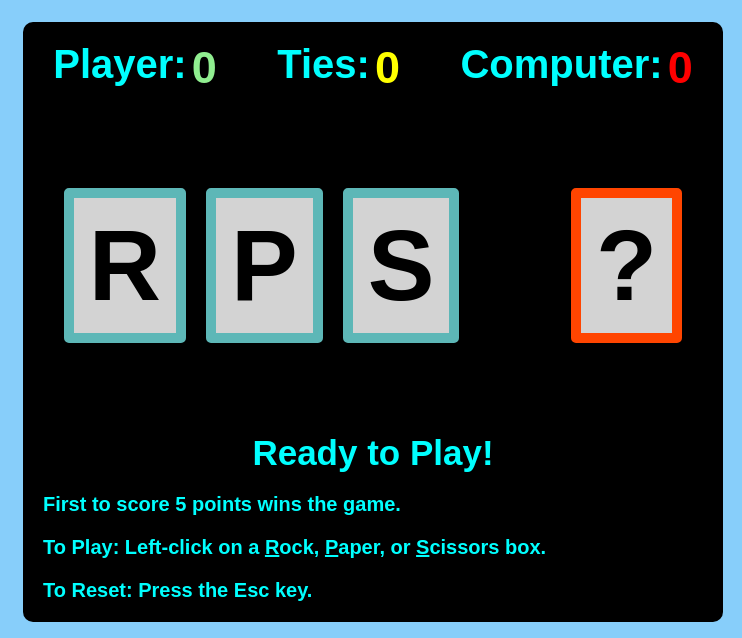 Player: 0 Ties: 0 Computer: 0
R P S ?
Ready to Play!
First to score 5 points wins the game.
To Play: Left-click on a Rock, Paper, or Scissors box.
To Reset: Press the Esc key.